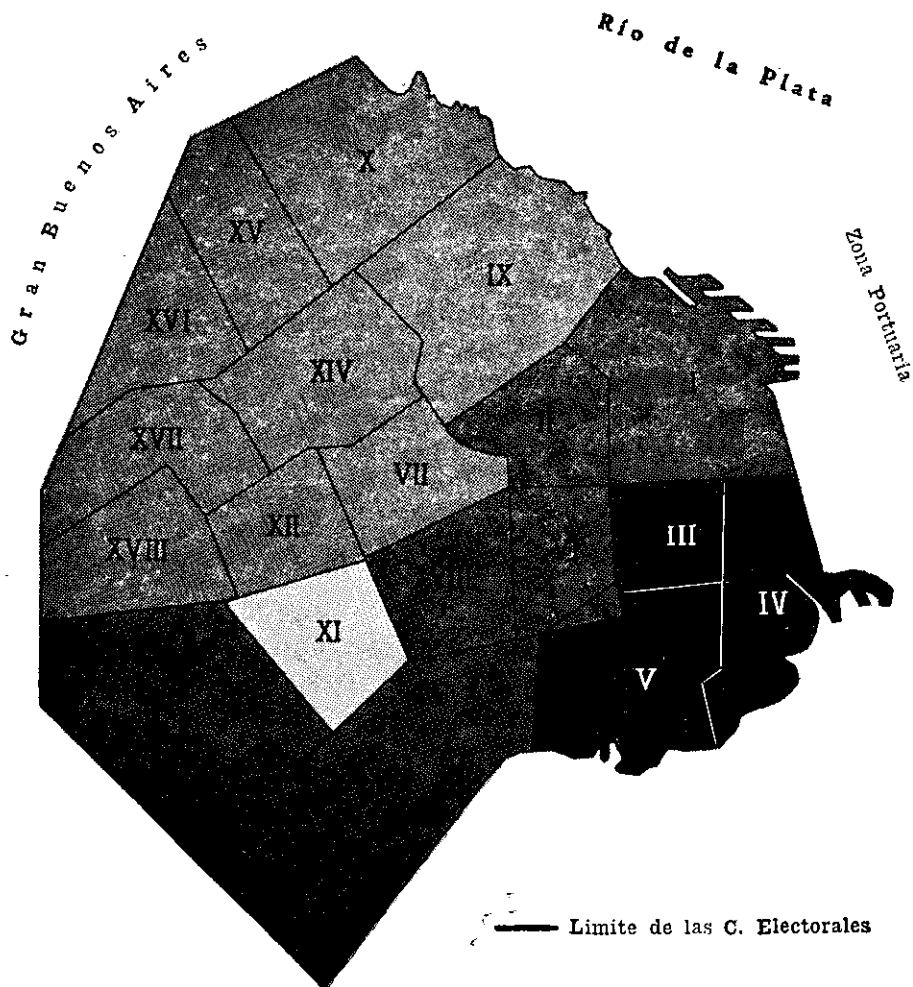 Río de la Plata
Gran Buenos Aires
Zona Portuaria
X
XV
IX
XVI
XIV
II
XVII
VII
XVIII
XII
III
XI
IV
V
Limite de las C. Electorales